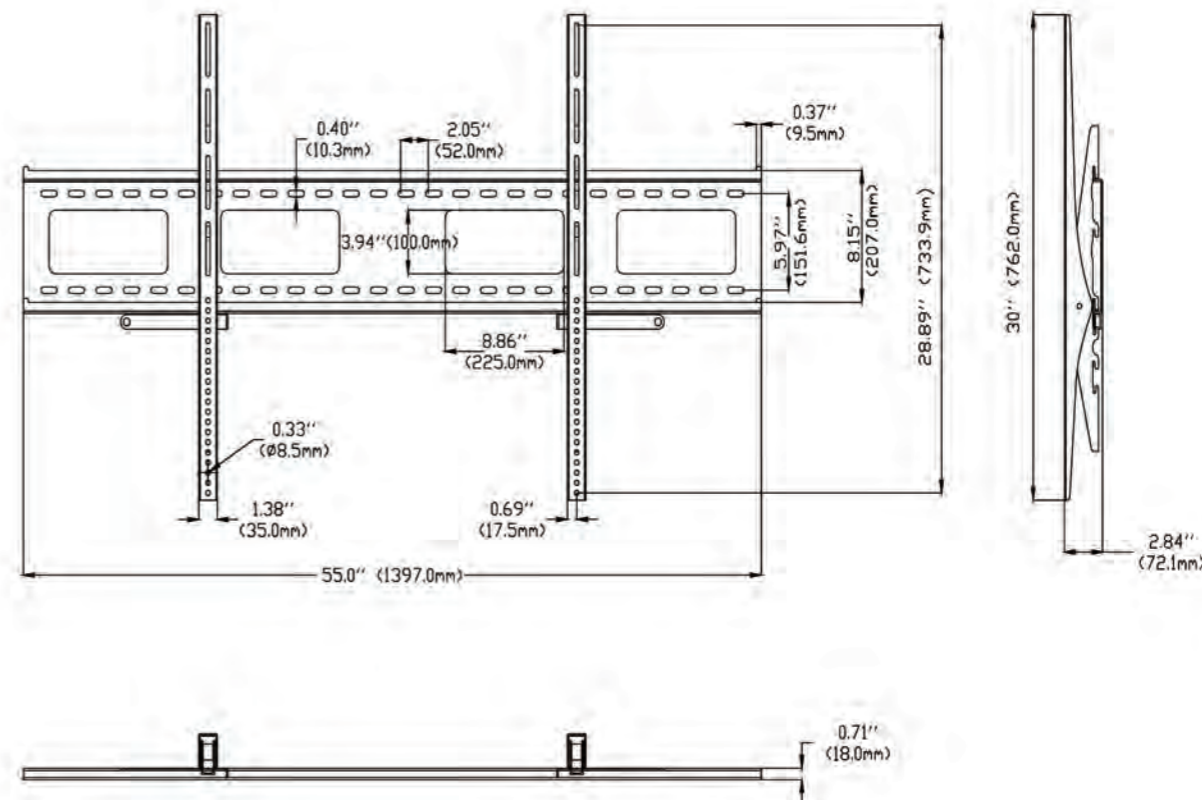 0.40'' 
(10.3mm)
2.05''
(52.0mm)
0.37''
(9.5mm)
3.94''(100.0mm)
5.97''
(151.6mm)
8.15''
(207.0mm)
28.89'' (733.9mm)
30'' (762.0mm)
8.86''
(225.0mm)
0.33''
(Ø8.5mm)
1.38''
(35.0mm)
0.69''
(17.5mm)
2.84''
(72.1mm)
55.0'' (1397.0mm)
0.71''
(18.0mm)